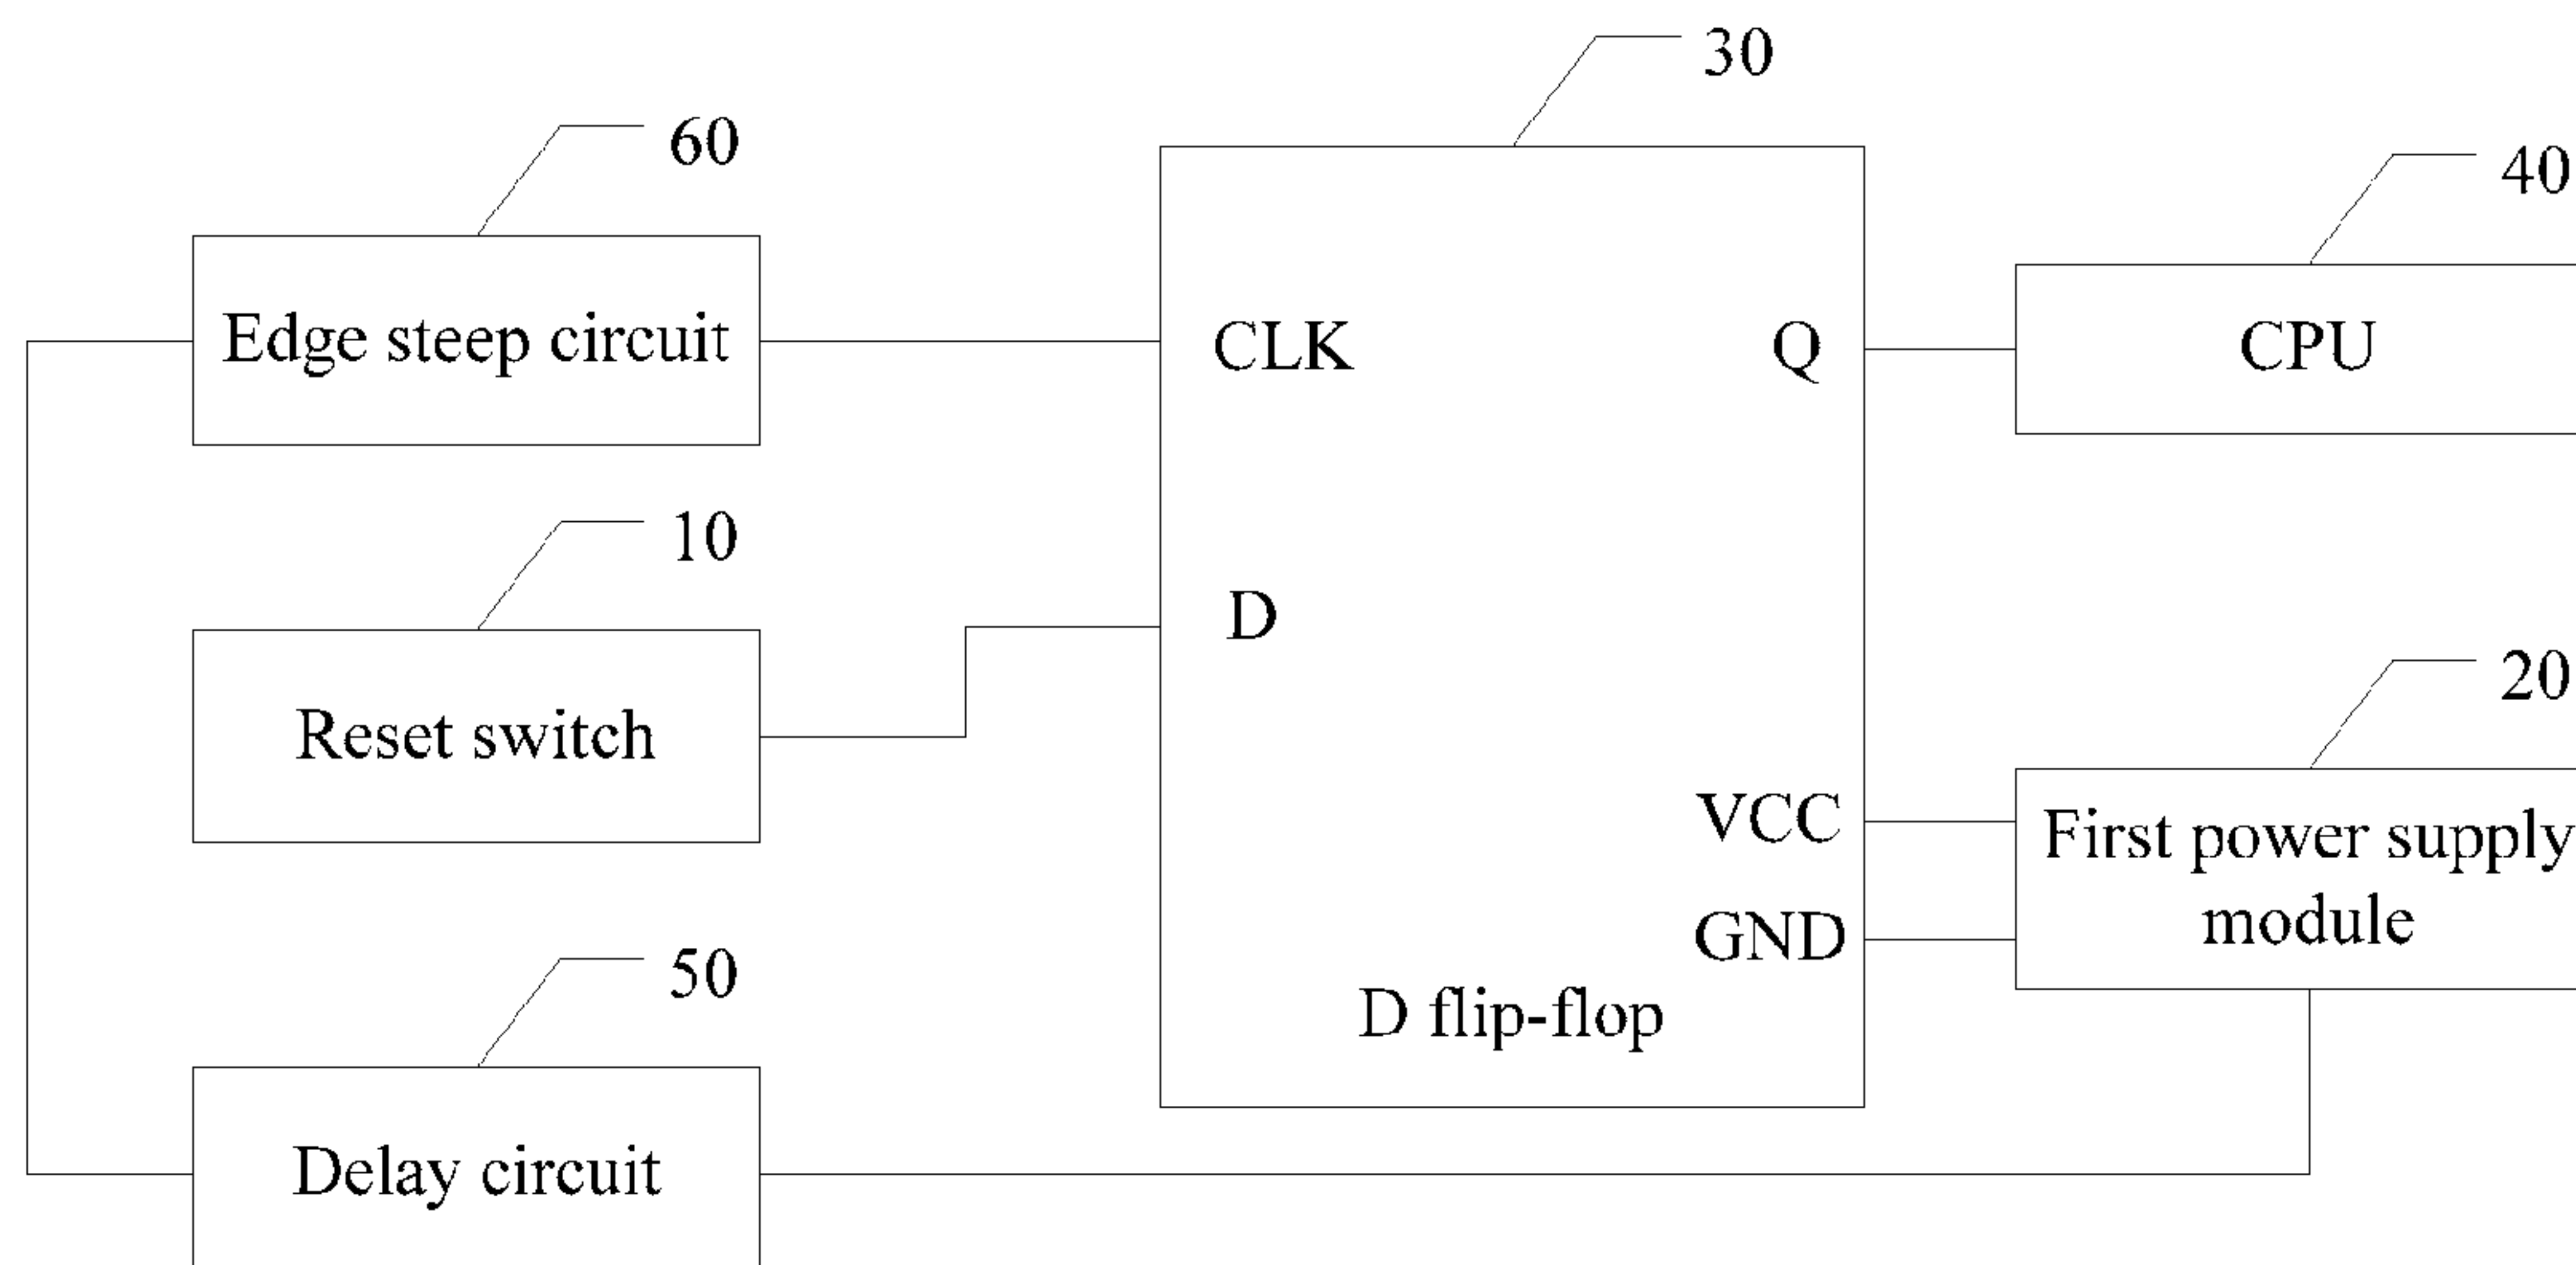 30
60
40
Edge steep circuit
CLK
Q
CPU
10
D
20
Reset switch
VCC
First power supply
module
GND
50
D flip-flop
Delay circuit